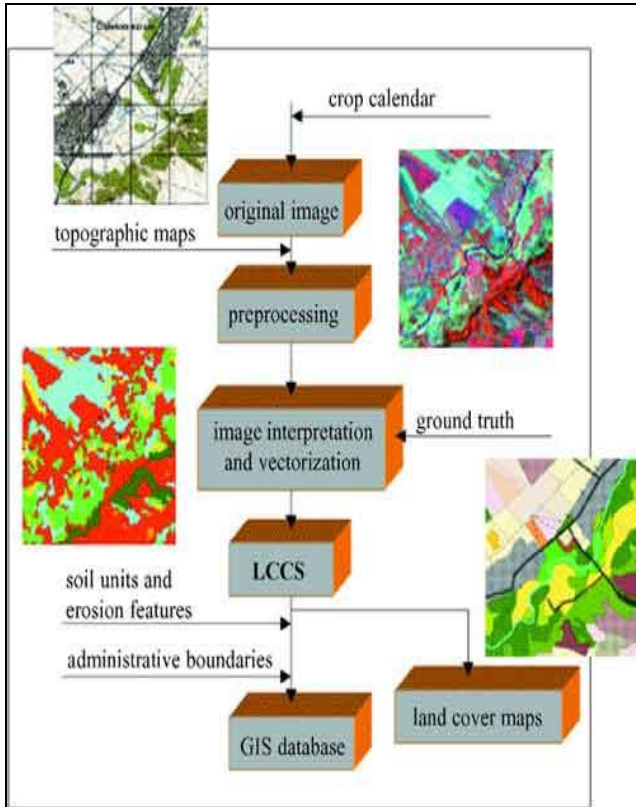 crop calendar
original image
topographic maps
preprocessing
image interpretation
and vectorization
ground truth
LCCS
soil units and
erosion features
administrative boundaries
GIS database
land cover maps